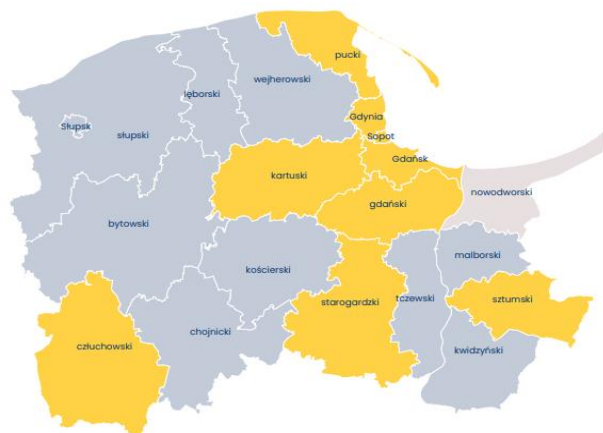 pucki
wejherowski
lęborski
Gdynia
Słupsk
słupski
Sopot
Gdańsk
kartuski
nowodworski
gdański
bytowski
malborski
kościerski
starogardzki
tczewski
sztumski
chojnicki
człuchowski
kwidzyński